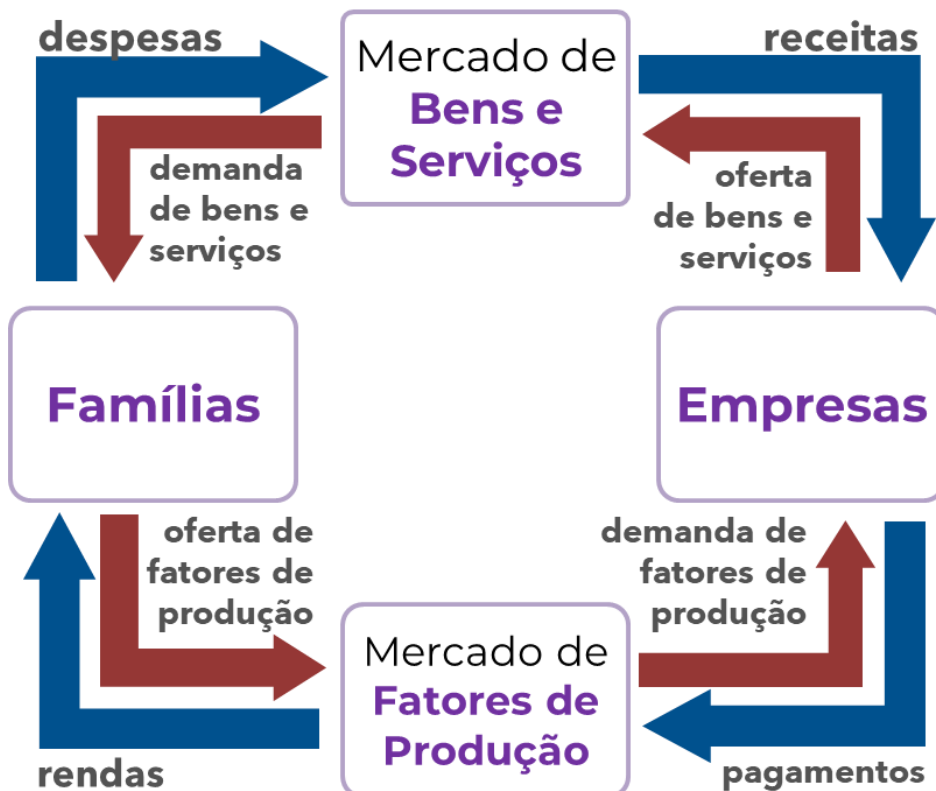 despesas
Mercado de
Bens e
Serviços
receitas
demanda
de bens e
serviços
oferta
de bens e
serviços
Famílias
Empresas
oferta de
fatores de
produção
demanda de
fatores de
produção
Mercado de
Fatores de
Produção
rendas
pagamentos